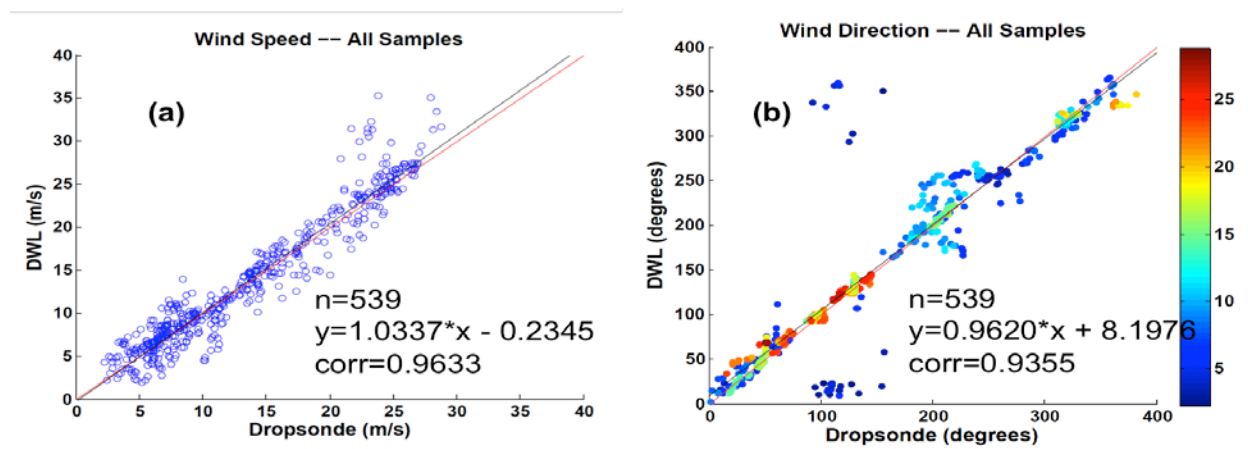 Wind Speed –– All Samples
40
35
30
25
20
15
10
5
0
DWL (m/s)
(a)
n=539
y=1.0337*x - 0.2345
corr=0.9633
0 5 10 15 20 25 30 35 40
Dropsonde (m/s)
Wind Direction –– All Samples
400
350
300
250
200
150
100
50
0
DWL (degrees)
(b)
n=539
y=0.9620*x + 8.1976
corr=0.9355
0 100 200 300 400
Dropsonde (degrees)
25
20
15
10
5